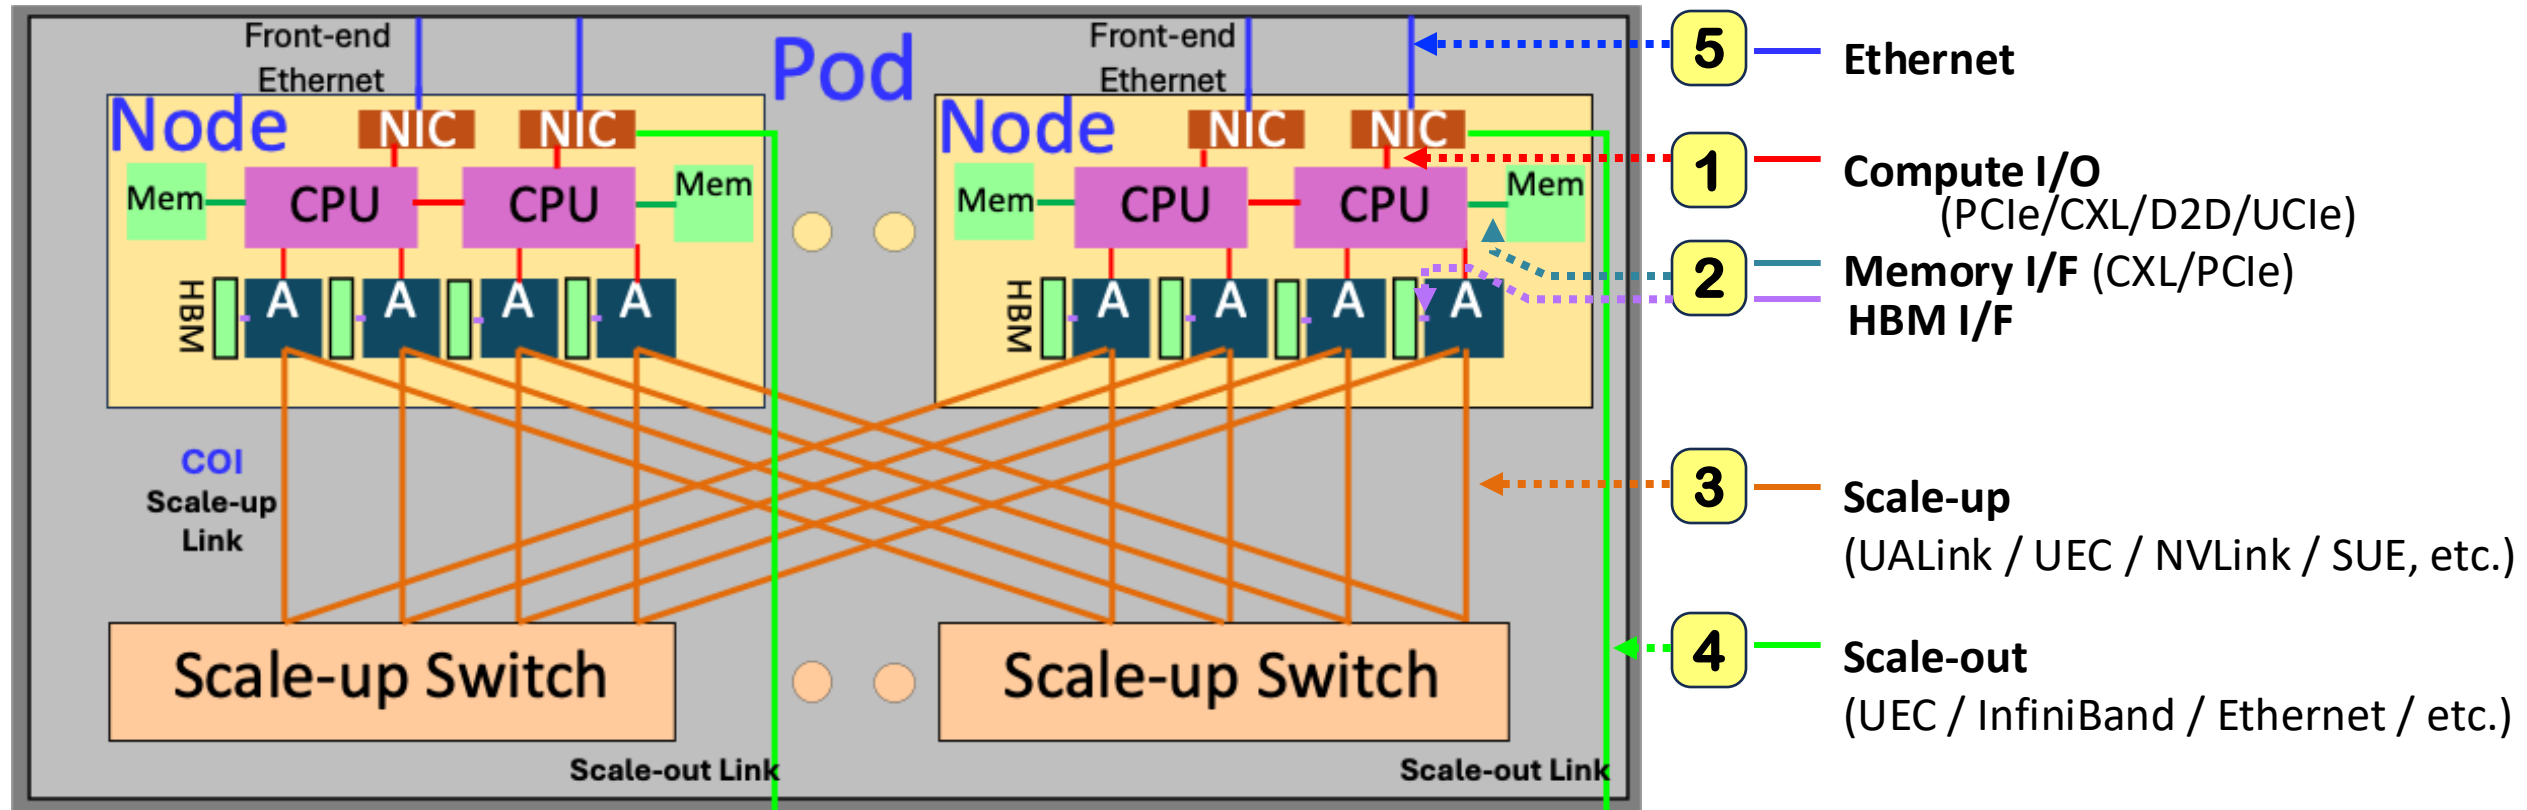 Front-end
Ethernet
Pod
Front-end
Ethernet
5
Ethernet
Node
NIC
NIC
Node
NIC
NIC
1
Compute I/O
(PCIe/CXL/D2D/UCIe)
Mem
CPU
CPU
Mem
Mem
CPU
CPU
Mem
2
Memory I/F (CXL/PCIe)
HBM I/F
HBM
A
A
A
A
HBM
A
A
A
A
COI
Scale-up
Link
3
Scale-up
(UALink / UEC / NVLink / SUE, etc.)
Scale-up Switch
Scale-up Switch
4
Scale-out
(UEC / InfiniBand / Ethernet / etc.)
Scale-out Link
Scale-out Link